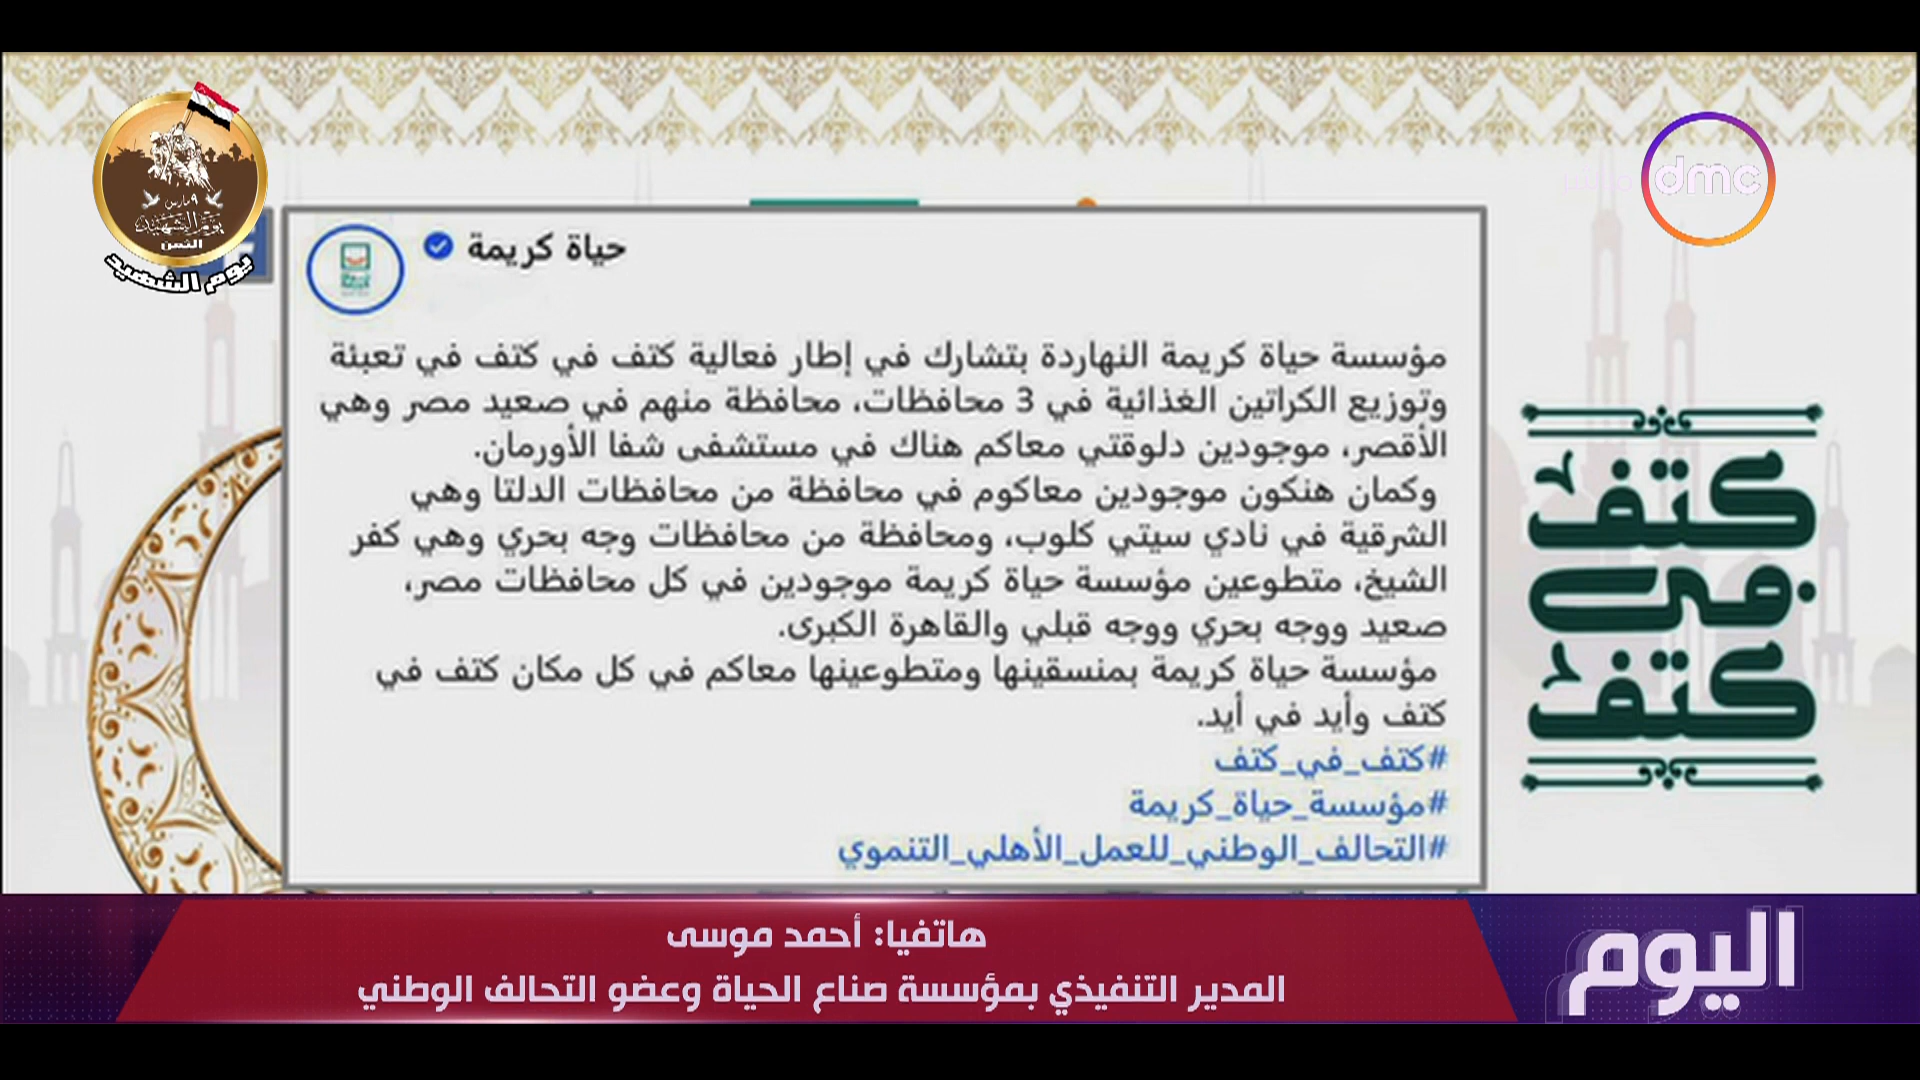 ٩ مارس
يوم الشهيد
الثمن
يوم الشهيد
dmc
حياة كريمة
مؤسسة حياة كريمة النهاردة بتشارك في إطار فعالية كتف في كتف في تعبئة
وتوزيع الكراتين الغذائية في 3 محافظات، محافظة منهم في صعيد مصر وهي
الأقصر، موجودين دلوقتي معاكم هناك في مستشفى شفا الأورمان.
وكمان هنكون موجودين معاكوم في محافظة من محافظات الدلتا وهي
الشرقية في نادي سيتي كلوب، ومحافظة من محافظات وجه بحري وهي كفر
الشيخ، متطوعين مؤسسة حياة كريمة موجودين في كل محافظات مصر،
صعيد ووجه بحري ووجه قبلي والقاهرة الكبرى.
مؤسسة حياة كريمة بمنسقينها ومتطوعينها معاكم في كل مكان كتف في
كتف وأيد في أيد.
#كتف_في_كتف
#مؤسسة_حياة_كريمة
#التحالف_الوطني_للعمل_الأهلي_التنموي
كتف
في
كتف
هاتفيا: أحمد موسى
المدير التنفيذي بمؤسسة صناع الحياة وعضو التحالف الوطني
اليوم